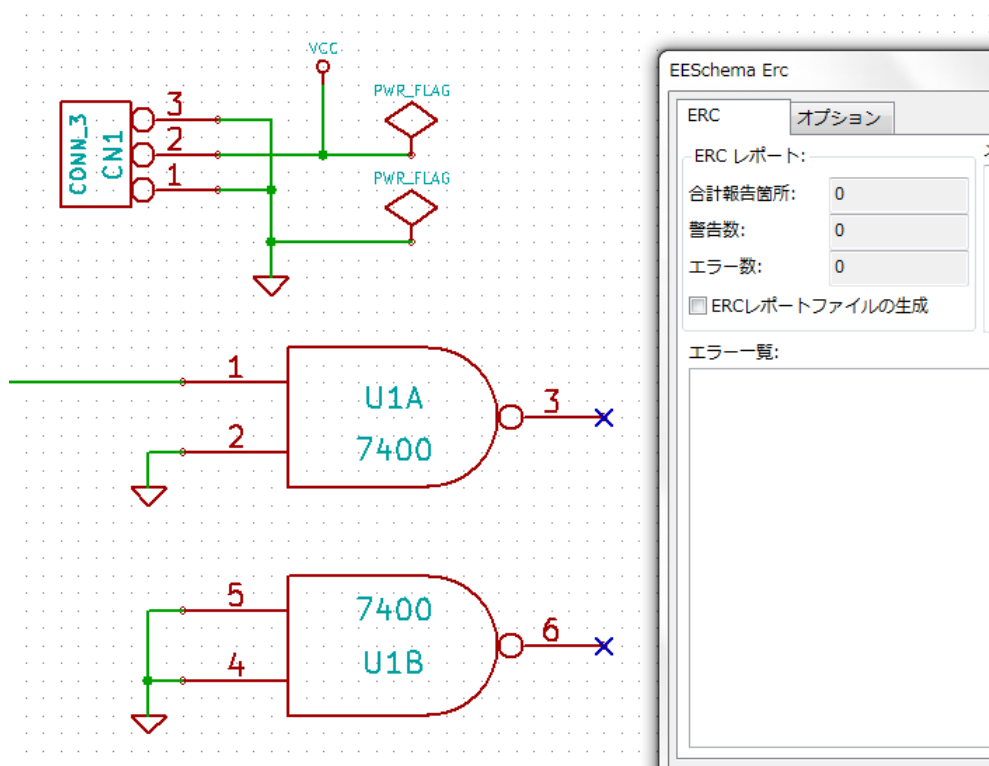 VCC
PWR_FLAG
3
2
1
CONN_3
CN1
PWR_FLAG
1
2
U1A
7400
3
5
4
7400
U1B
6
EESchema Erc
ERC
オプション
ERC レポート:
合計報告箇所:
0
警告数:
0
エラー数:
0
ERCレポートファイルの生成
エラー一覧: